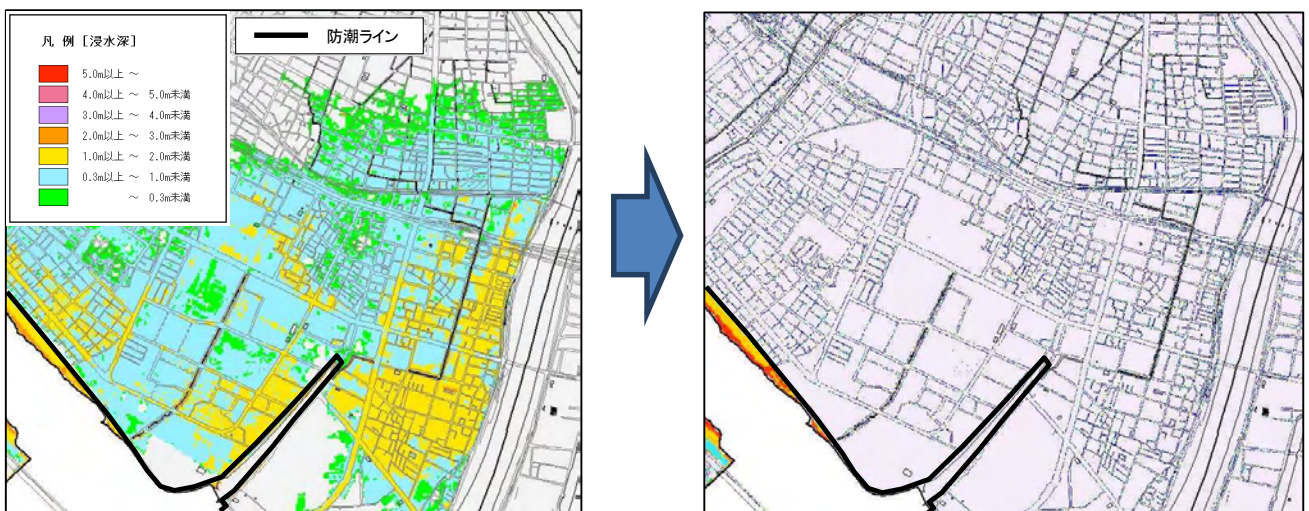 凡 例 [浸水深]
5.0m以上 ～
4.0m以上 ～ 5.0m未満
3.0m以上 ～ 4.0m未満
2.0m以上 ～ 3.0m未満
1.0m以上 ～ 2.0m未満
0.3m以上 ～ 1.0m未満
～ 0.3m未満
防潮ライン